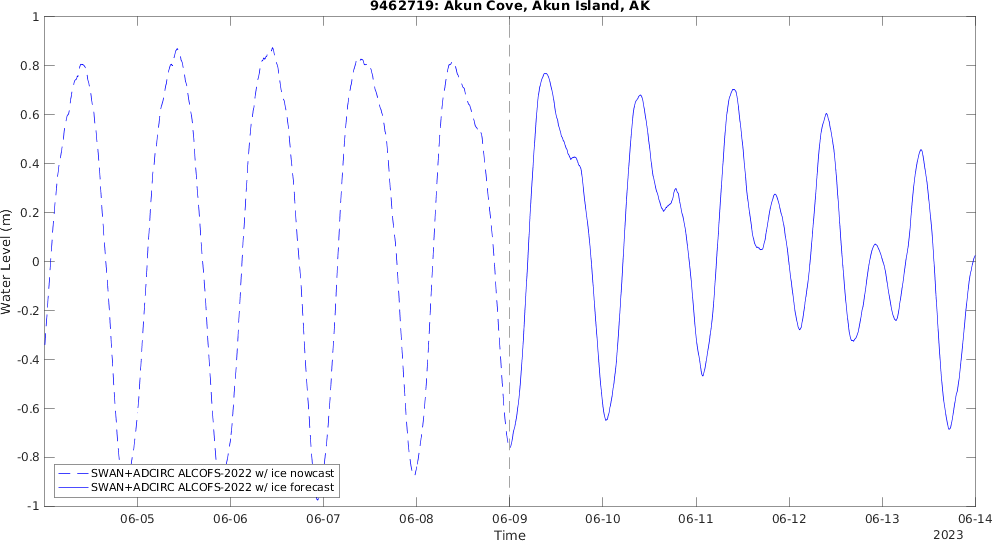 9462719: Akun Cove, Akun Island, AK
1
0.8
0.6
0.4
0.2
0
-0.2
-0.4
-0.6
-0.8
-1
Water Level (m)
SWAN+ADCIRC ALCOFS-2022 w/ ice nowcast
SWAN+ADCIRC ALCOFS-2022 w/ ice forecast
06-05 06-06 06-07 06-08 06-09 06-10 06-11 06-12 06-13 06-14
Time
2023